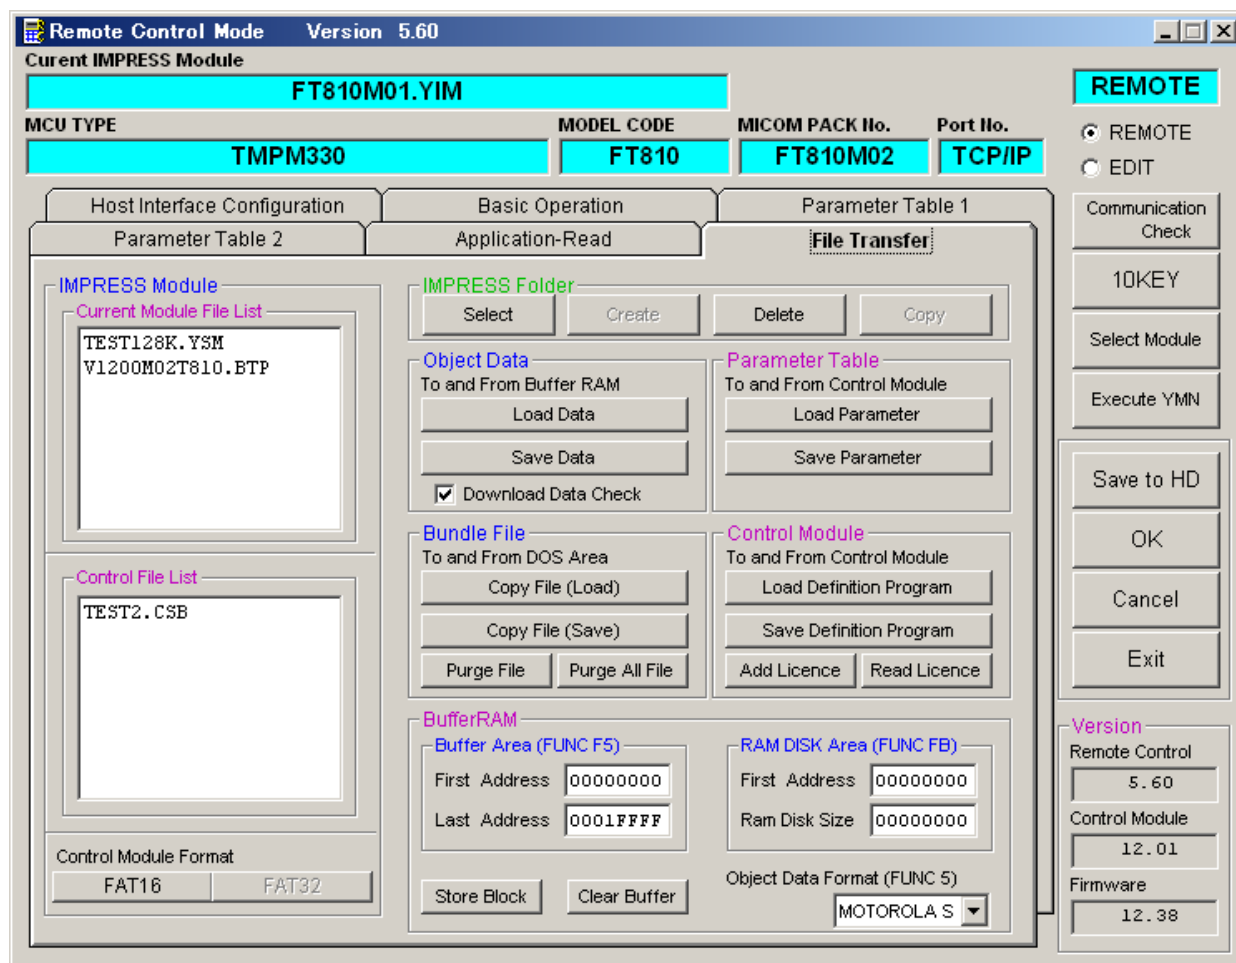 Remote Control Mode Version 5.60
Curent IMPRESS Module
FT810M01.YIM
REMOTE
MCU TYPE MODEL CODE MICOM PACK No. Port No.
TMPM330 FT810 FT810M02 TCP/IP
REMOTE
EDIT
Host Interface Configuration Basic Operation Parameter Table 1
Parameter Table 2 Application-Read File Transfer
Communication
Check
10KEY
Select Module
Execute YMN
Save to HD
OK
Cancel
Exit
Version
Remote Control
5.60
Control Module
12.01
Firmware
12.38
IMPRESS Module
Current Module File List
TEST128K.YSM
V1200M02T810.BTP
Control File List
TEST2.CSB
Control Module Format
FAT16 FAT32
IMPRESS Folder
Select Create Delete Copy
Object Data
To and From Buffer RAM
Load Data
Save Data
Download Data Check
Parameter Table
To and From Control Module
Load Parameter
Save Parameter
Bundle File
To and From DOS Area
Copy File (Load)
Copy File (Save)
Purge File Purge All File
Control Module
To and From Control Module
Load Definition Program
Save Definition Program
Add Licence Read Licence
BufferRAM
Buffer Area (FUNC F5)
First Address 00000000
Last Address 0001FFFF
RAM DISK Area (FUNC FB)
First Address 00000000
Ram Disk Size 00000000
Store Block Clear Buffer
Object Data Format (FUNC 5)
MOTOROLA S